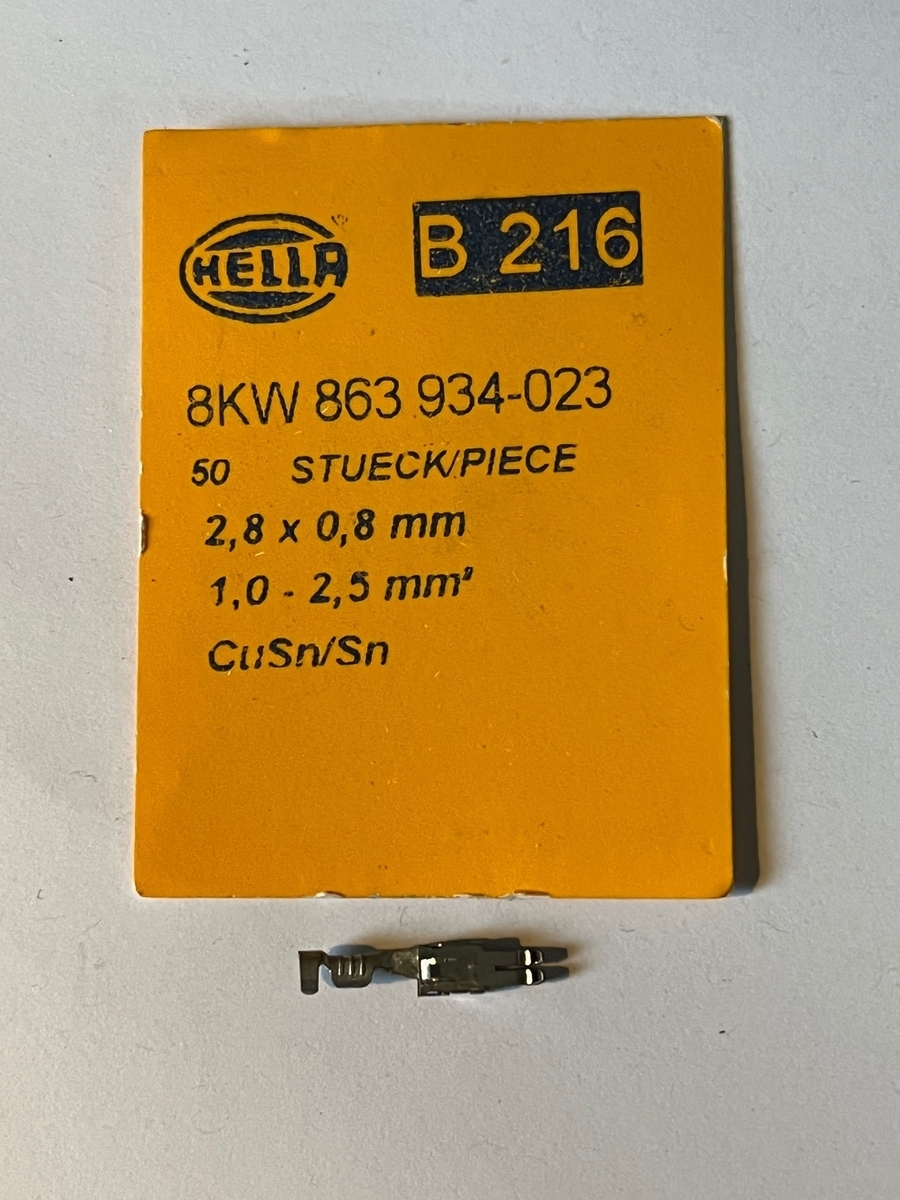 HELLA
B 216
8KW 863 934-023
50 STUECK/PIECE
2,8 x 0,8 mm
1,0 - 2,5 mm²
CuSn/Sn